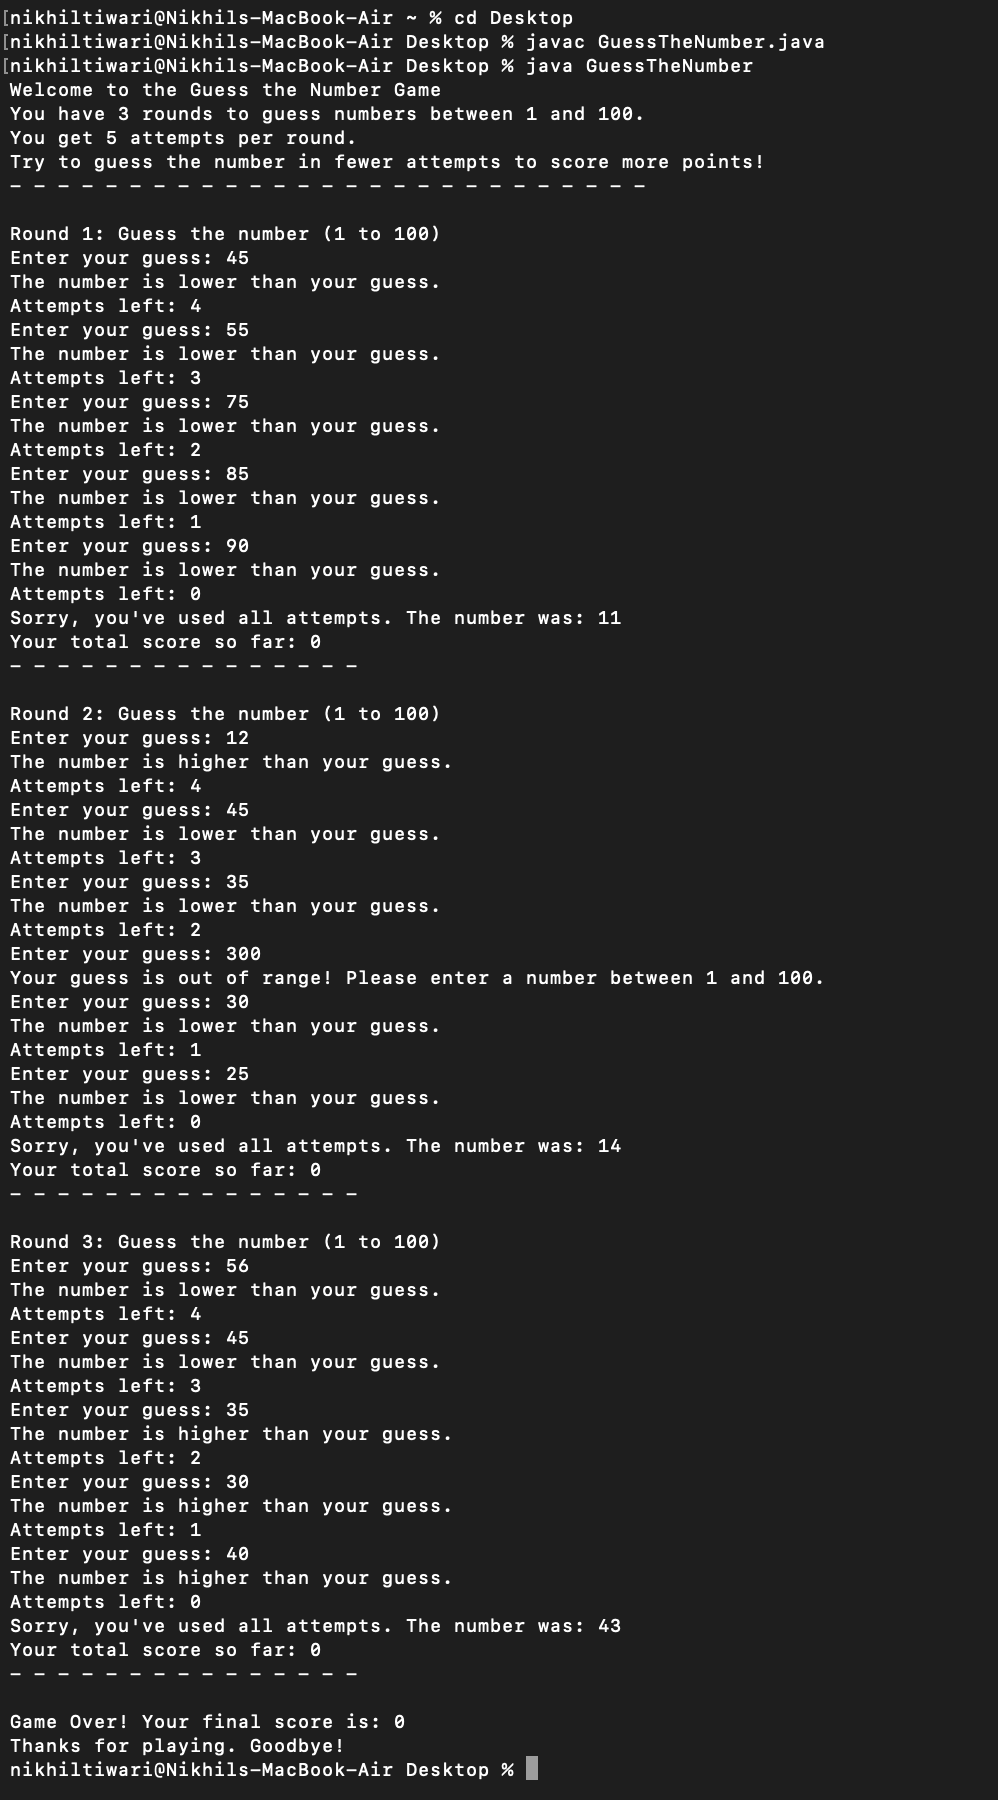 [nikhiltiwari@Nikhils-MacBook-Air ~ % cd Desktop
[nikhiltiwari@Nikhils-MacBook-Air Desktop % javac GuessTheNumber.java
[nikhiltiwari@Nikhils-MacBook-Air Desktop % java GuessTheNumber
Welcome to the Guess the Number Game
You have 3 rounds to guess numbers between 1 and 100.
You get 5 attempts per round.
Try to guess the number in fewer attempts to score more points!
- - - - - - - - - - - - - - - - - - - - - - - - - - -
Round 1: Guess the number (1 to 100)
Enter your guess: 45
The number is lower than your guess.
Attempts left: 4
Enter your guess: 55
The number is lower than your guess.
Attempts left: 3
Enter your guess: 75
The number is lower than your guess.
Attempts left: 2
Enter your guess: 85
The number is lower than your guess.
Attempts left: 1
Enter your guess: 90
The number is lower than your guess.
Attempts left: 0
Sorry, you've used all attempts. The number was: 11
Your total score so far: 0
- - - - - - - - - - - - - - -
Round 2: Guess the number (1 to 100)
Enter your guess: 12
The number is higher than your guess.
Attempts left: 4
Enter your guess: 45
The number is lower than your guess.
Attempts left: 3
Enter your guess: 35
The number is lower than your guess.
Attempts left: 2
Enter your guess: 300
Your guess is out of range! Please enter a number between 1 and 100.
Enter your guess: 30
The number is lower than your guess.
Attempts left: 1
Enter your guess: 25
The number is lower than your guess.
Attempts left: 0
Sorry, you've used all attempts. The number was: 14
Your total score so far: 0
- - - - - - - - - - - - - - -
Round 3: Guess the number (1 to 100)
Enter your guess: 56
The number is lower than your guess.
Attempts left: 4
Enter your guess: 45
The number is lower than your guess.
Attempts left: 3
Enter your guess: 35
The number is higher than your guess.
Attempts left: 2
Enter your guess: 30
The number is higher than your guess.
Attempts left: 1
Enter your guess: 40
The number is higher than your guess.
Attempts left: 0
Sorry, you've used all attempts. The number was: 43
Your total score so far: 0
- - - - - - - - - - - - - - -
Game Over! Your final score is: 0
Thanks for playing. Goodbye!
nikhiltiwari@Nikhils-MacBook-Air Desktop %